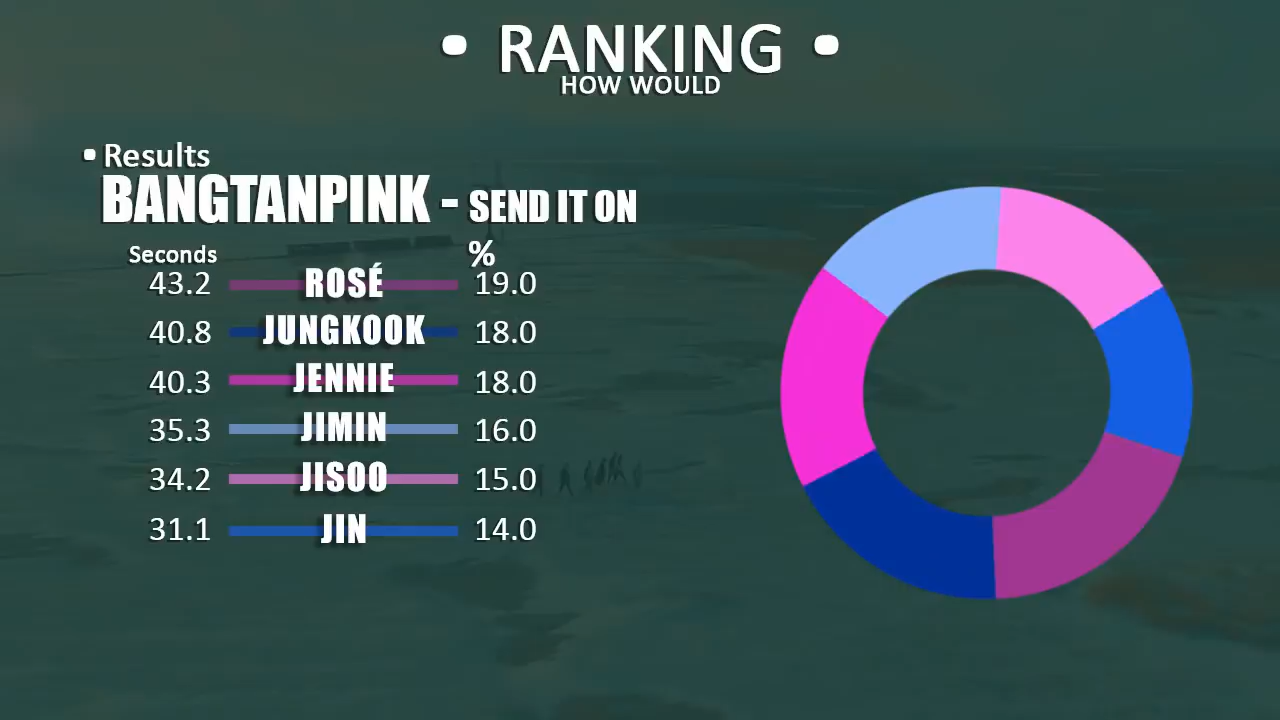 • RANKING •
HOW WOULD
• Results
BANGTANPINK - SEND IT ON
Seconds %
43.2 ROSÉ 19.0
40.8 JUNGKOOK 18.0
40.3 JENNIE 18.0
35.3 JIMIN 16.0
34.2 JISOO 15.0
31.1 JIN 14.0